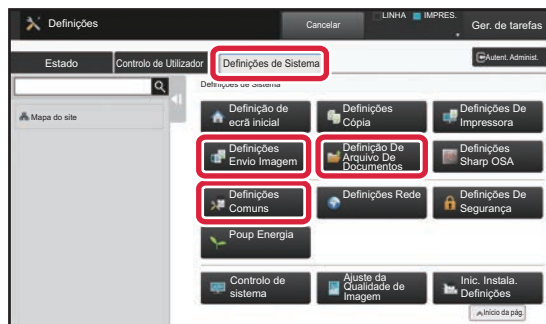 Definições
Cancelar
LINHA
IMPRES.
Ger. de tarefas
Estado
Controlo de Utilizador
Definições de Sistema
Autent. Administ.
Definições de Sistema
Mapa do site
Definição de
ecrã inicial
Definições
Cópia
Definições De
Impressora
Definições
Envio Imagem
Definição De
Arquivo De
Documentos
Definições
Sharp OSA
Definições
Comuns
Definições Rede
Definições De
Segurança
Poup Energia
Controlo de
sistema
Ajuste da
Qualidade de
Imagem
Inic. Instala.
Definições
Início da pág.